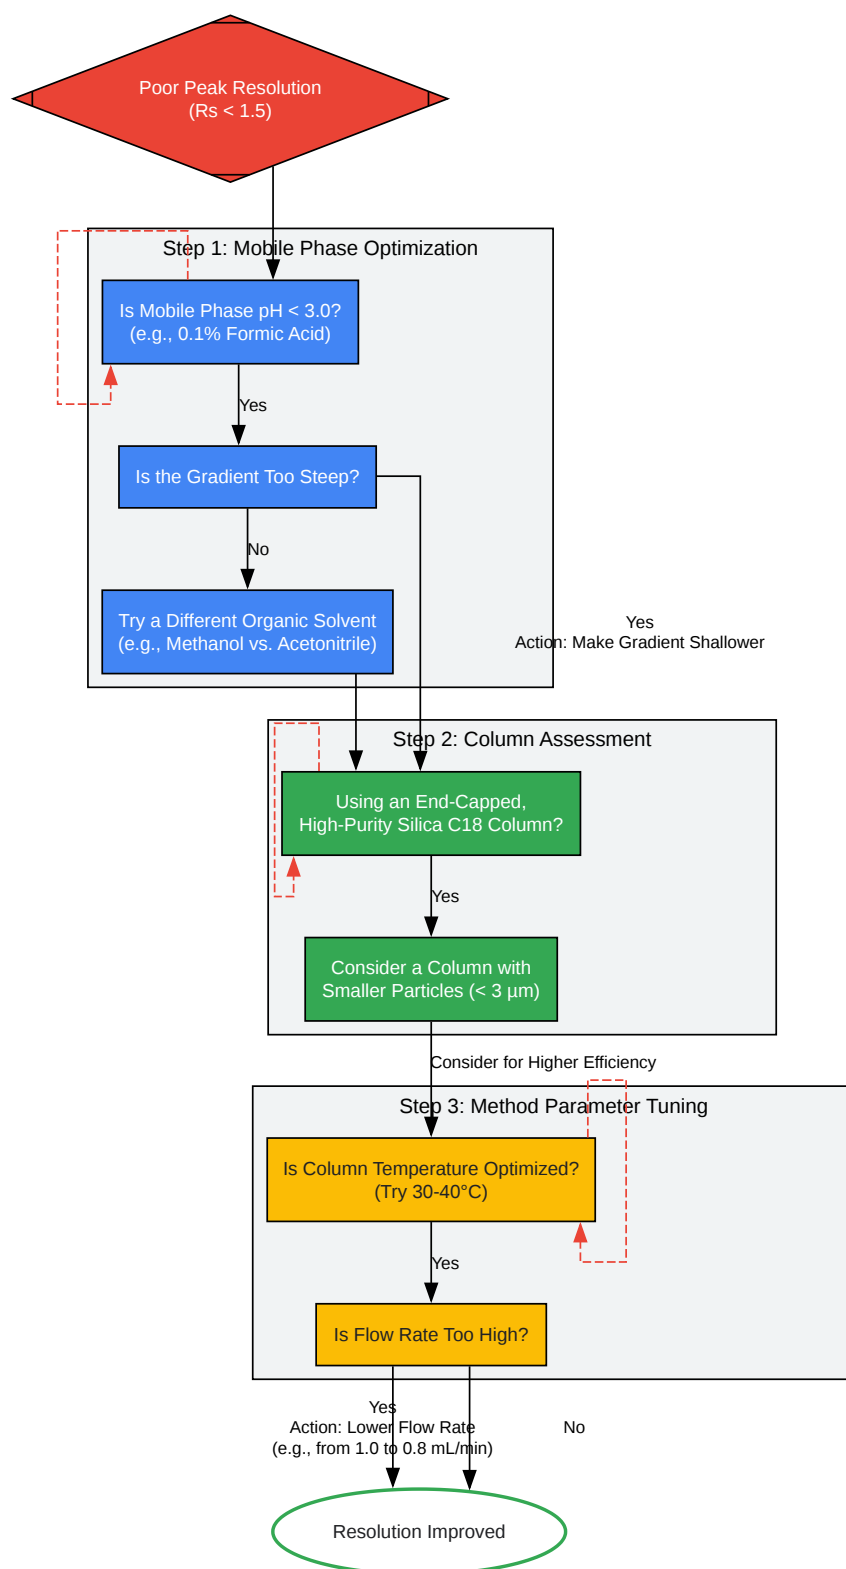 Poor Peak Resolution
(Rs < 1.5)
Step 1: Mobile Phase Optimization
Is Mobile Phase pH < 3.0?
(e.g., 0.1% Formic Acid)
Yes
Is the Gradient Too Steep?
No
Try a Different Organic Solvent
(e.g., Methanol vs. Acetonitrile)
Yes
Action: Make Gradient Shallower
Step 2: Column Assessment
Using an End-Capped,
High-Purity Silica C18 Column?
Yes
Consider a Column with
Smaller Particles (< 3 µm)
Consider for Higher Efficiency
Step 3: Method Parameter Tuning
Is Column Temperature Optimized?
(Try 30-40°C)
Yes
Is Flow Rate Too High?
Yes
Action: Lower Flow Rate
(e.g., from 1.0 to 0.8 mL/min)
No
Resolution Improved